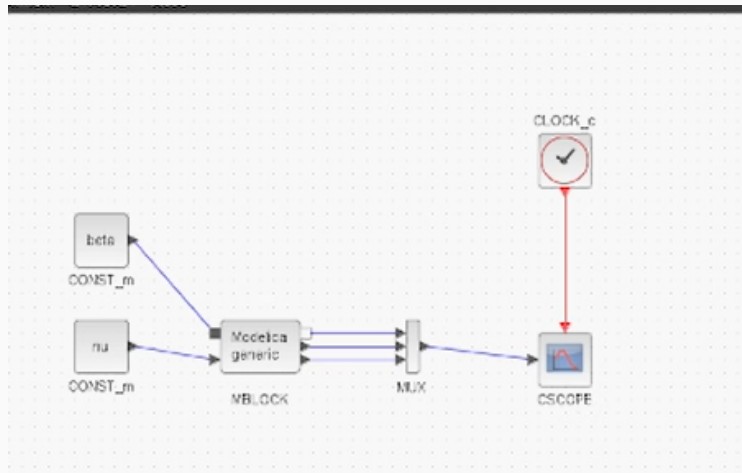 CLOCK_c
beta
CONST_m
nu
CONST_m
Modelica
generic
MBLOCK
MUX
CSCOPE